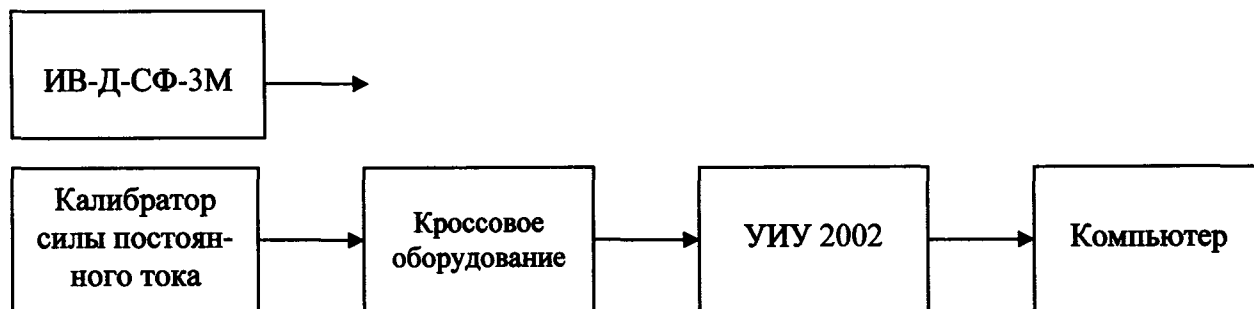 ИВ-Д-СФ-3М
Калибратор
силы постоян-
ного тока
Кроссовое
оборудование
УИУ 2002
Компьютер